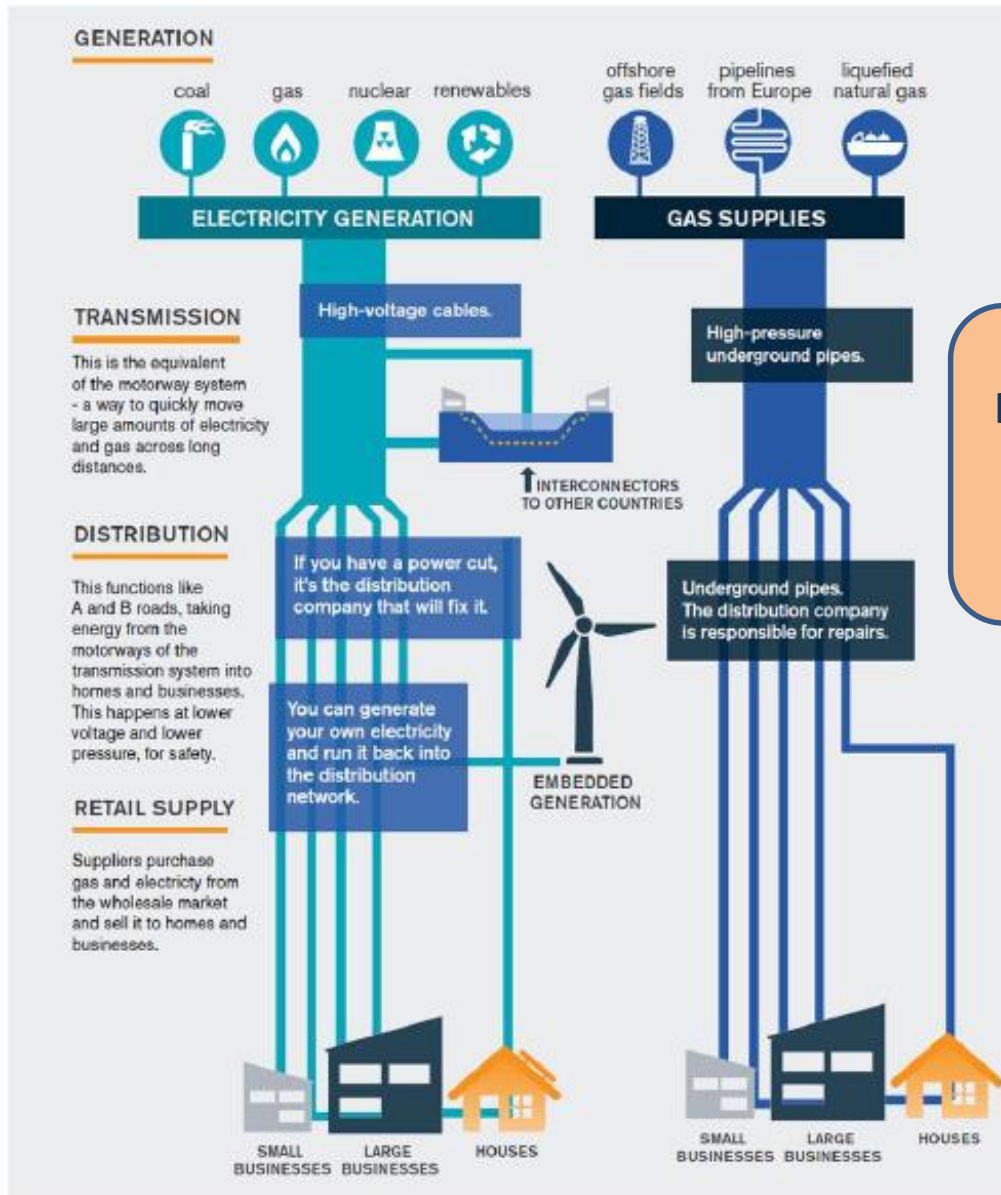 GENERATION
coal
gas
nuclear
renewables
offshore
gas fields
pipelines
from Europe
liquefied
natural gas
ELECTRICITY GENERATION
GAS SUPPLIES
High-voltage cables.
High-pressure
underground pipes.
TRANSMISSION
This is the equivalent
of the motorway system
- a way to quickly move
large amounts of electricity
and gas across long
distances.
INTERCONNECTORS
TO OTHER COUNTRIES
DISTRIBUTION
This functions like
A and B roads, taking
energy from the
motorways of the
transmission system into
homes and businesses.
This happens at lower
voltage and lower
pressure, for safety.
If you have a power cut,
it's the distribution
company that will fix it.
Underground pipes.
The distribution company
is responsible for repairs.
You can generate
your own electricity
and run it back into
the distribution
network.
EMBEDDED
GENERATION
RETAIL SUPPLY
Suppliers purchase
gas and electricty from
the wholesale market
and sell it to homes and
businesses.
SMALL
BUSINESSES
LARGE
BUSINESSES
HOUSES
SMALL
BUSINESSES
LARGE
BUSINESSES
HOUSES